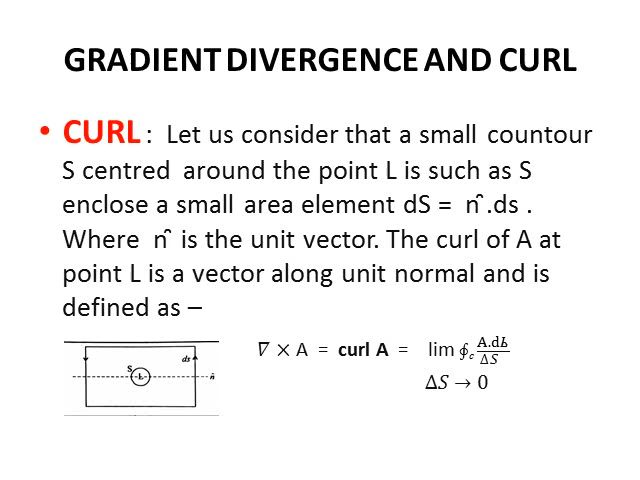 GRADIENT DIVERGENCE AND CURL
• CURL : Let us consider that a small countour
S centred around the point L is such as S
enclose a small area element dS = n̂.ds .
Where n̂ is the unit vector. The curl of A at
point L is a vector along unit normal and is
defined as –
S L ds n̂
∇ × A = curl A = lim ∮c A.dL/ΔS
ΔS → 0